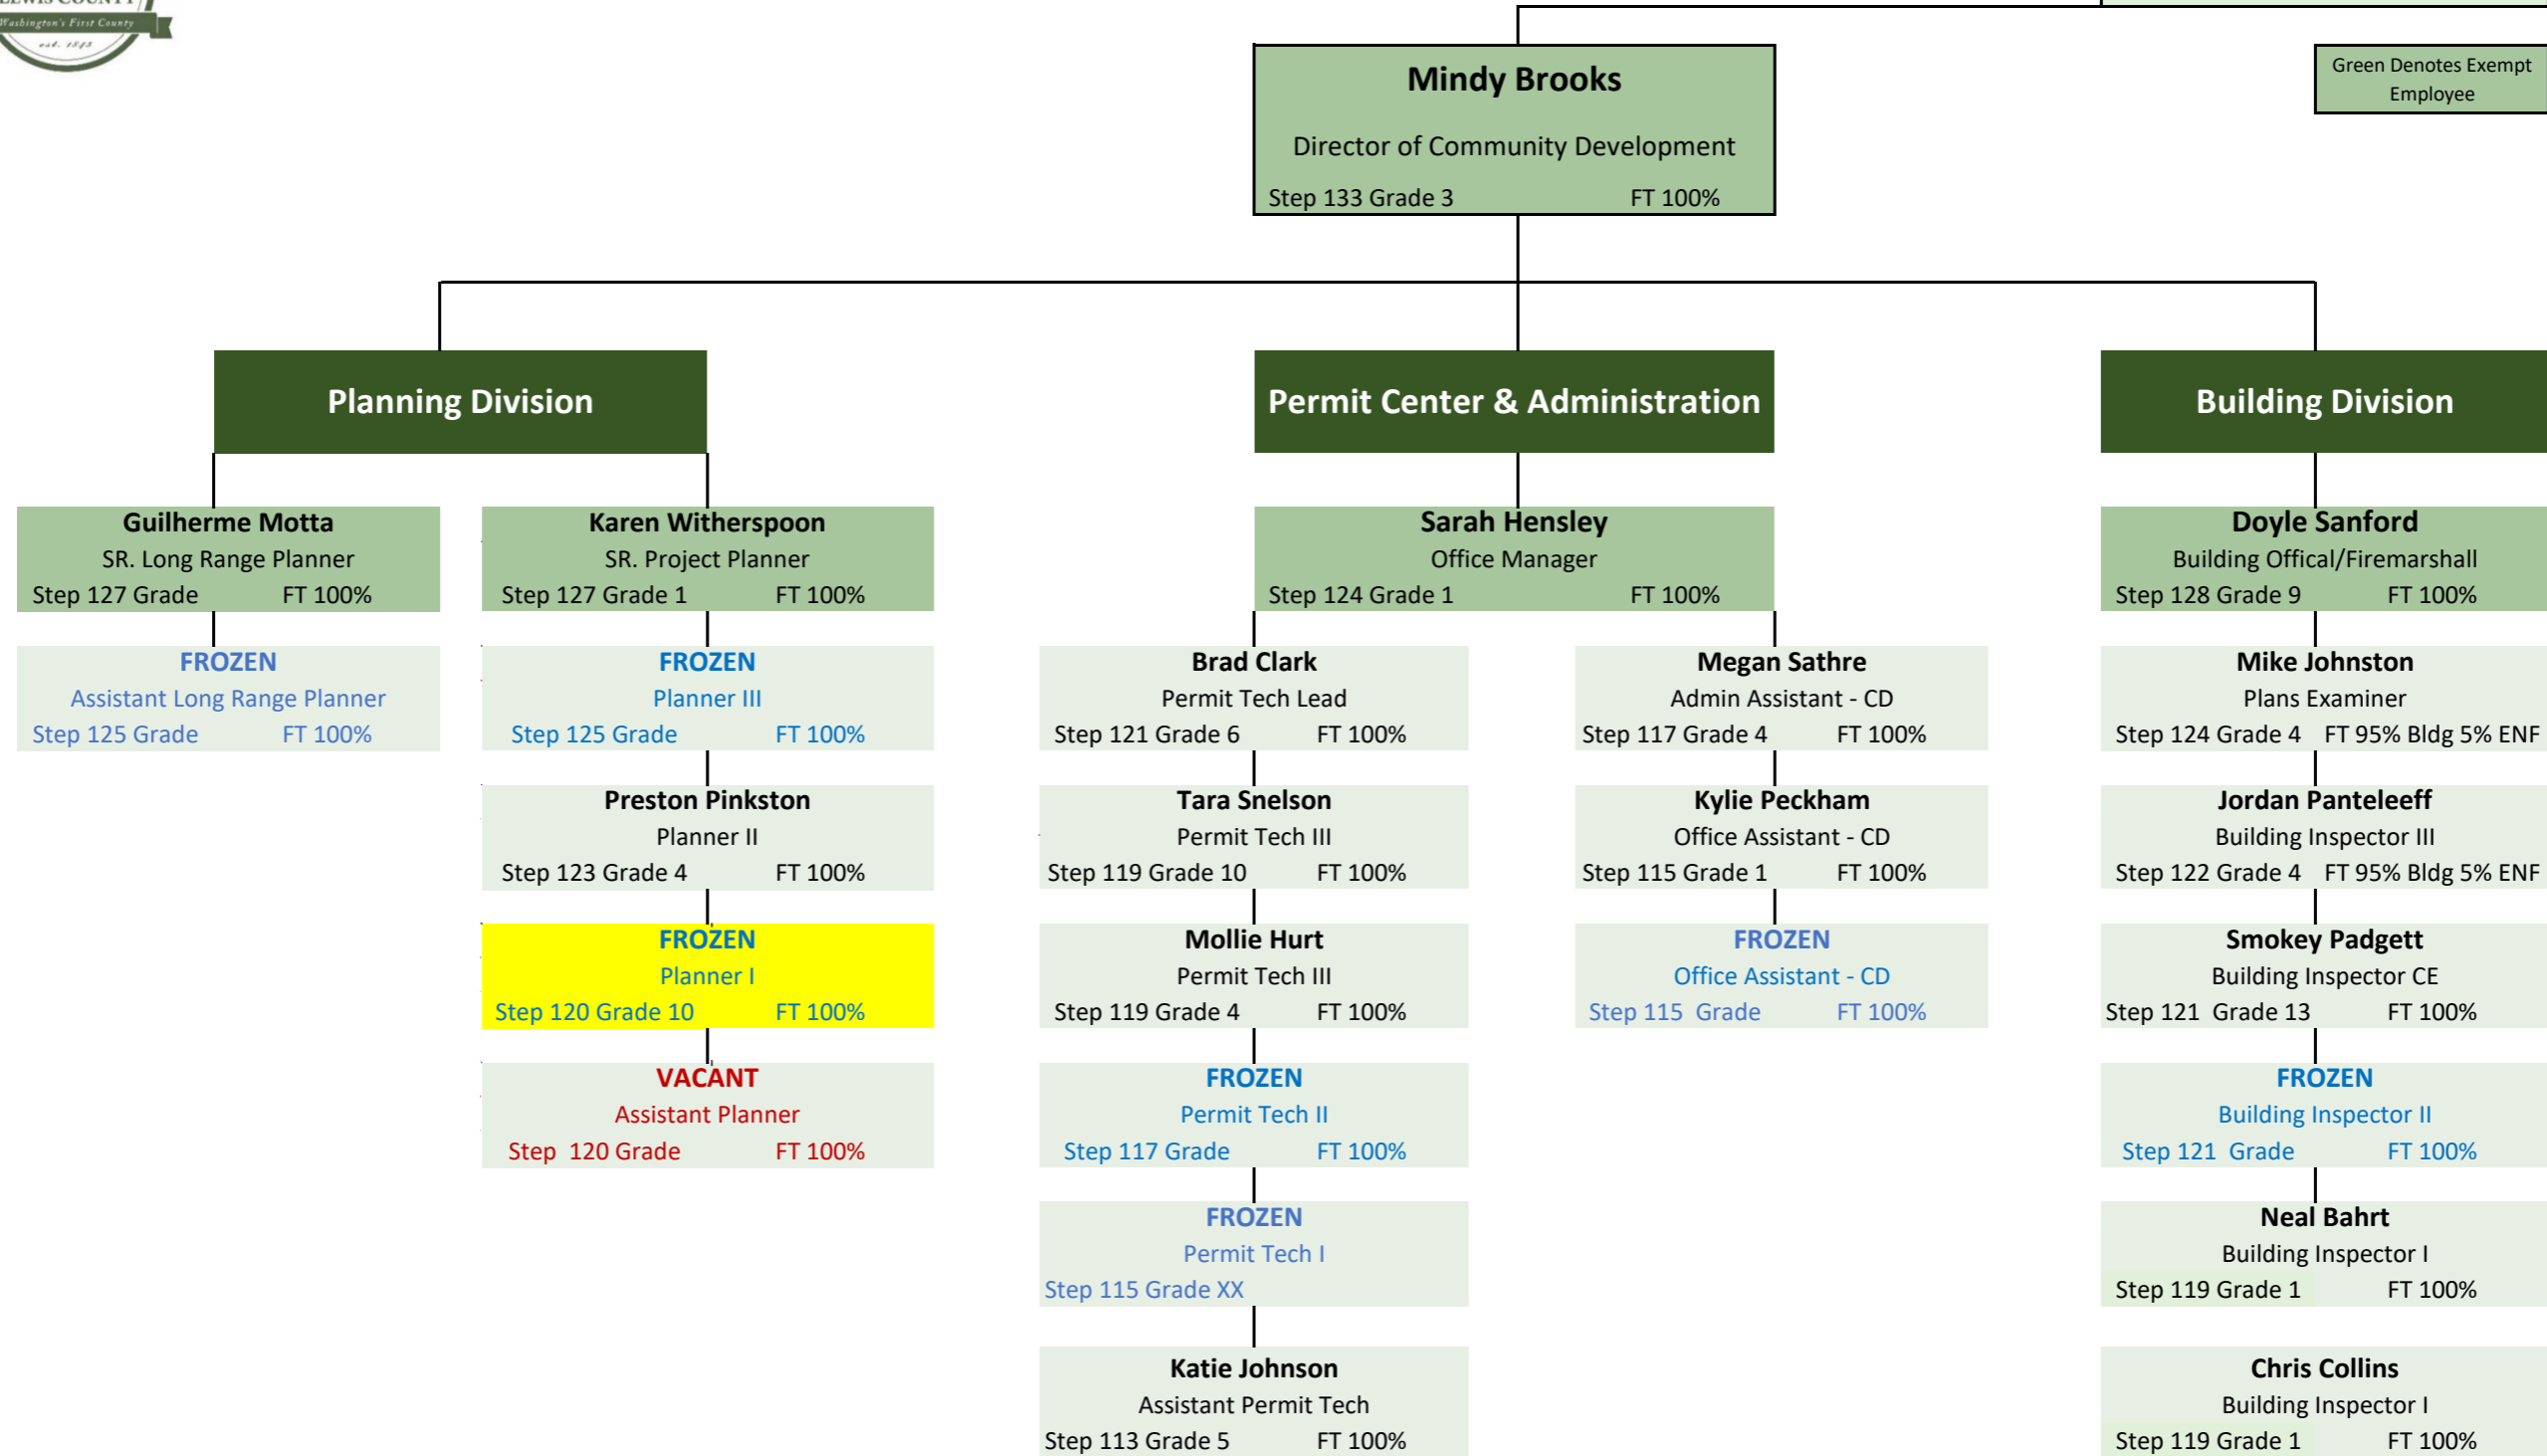 LEWIS COUNTY
Washington's First County
est. 1845
Mindy Brooks
Director of Community Development
Step 133 Grade 3 FT 100%
Green Denotes Exempt
Employee
Planning Division
Permit Center & Administration
Building Division
Guilherme Motta
SR. Long Range Planner
Step 127 Grade FT 100%
FROZEN
Assistant Long Range Planner
Step 125 Grade FT 100%
Karen Witherspoon
SR. Project Planner
Step 127 Grade 1 FT 100%
FROZEN
Planner III
Step 125 Grade FT 100%
Preston Pinkston
Planner II
Step 123 Grade 4 FT 100%
FROZEN
Planner I
Step 120 Grade 10 FT 100%
VACANT
Assistant Planner
Step 120 Grade FT 100%
Sarah Hensley
Office Manager
Step 124 Grade 1 FT 100%
Brad Clark
Permit Tech Lead
Step 121 Grade 6 FT 100%
Tara Snelson
Permit Tech III
Step 119 Grade 10 FT 100%
Mollie Hurt
Permit Tech III
Step 119 Grade 4 FT 100%
FROZEN
Permit Tech II
Step 117 Grade FT 100%
FROZEN
Permit Tech I
Step 115 Grade XX
Katie Johnson
Assistant Permit Tech
Step 113 Grade 5 FT 100%
Megan Sathre
Admin Assistant - CD
Step 117 Grade 4 FT 100%
Kylie Peckham
Office Assistant - CD
Step 115 Grade 1 FT 100%
FROZEN
Office Assistant - CD
Step 115 Grade FT 100%
Doyle Sanford
Building Offical/Firemarshall
Step 128 Grade 9 FT 100%
Mike Johnston
Plans Examiner
Step 124 Grade 4 FT 95% Bldg 5% ENF
Jordan Panteleeff
Building Inspector III
Step 122 Grade 4 FT 95% Bldg 5% ENF
Smokey Padgett
Building Inspector CE
Step 121 Grade 13 FT 100%
FROZEN
Building Inspector II
Step 121 Grade FT 100%
Neal Bahrt
Building Inspector I
Step 119 Grade 1 FT 100%
Chris Collins
Building Inspector I
Step 119 Grade 1 FT 100%